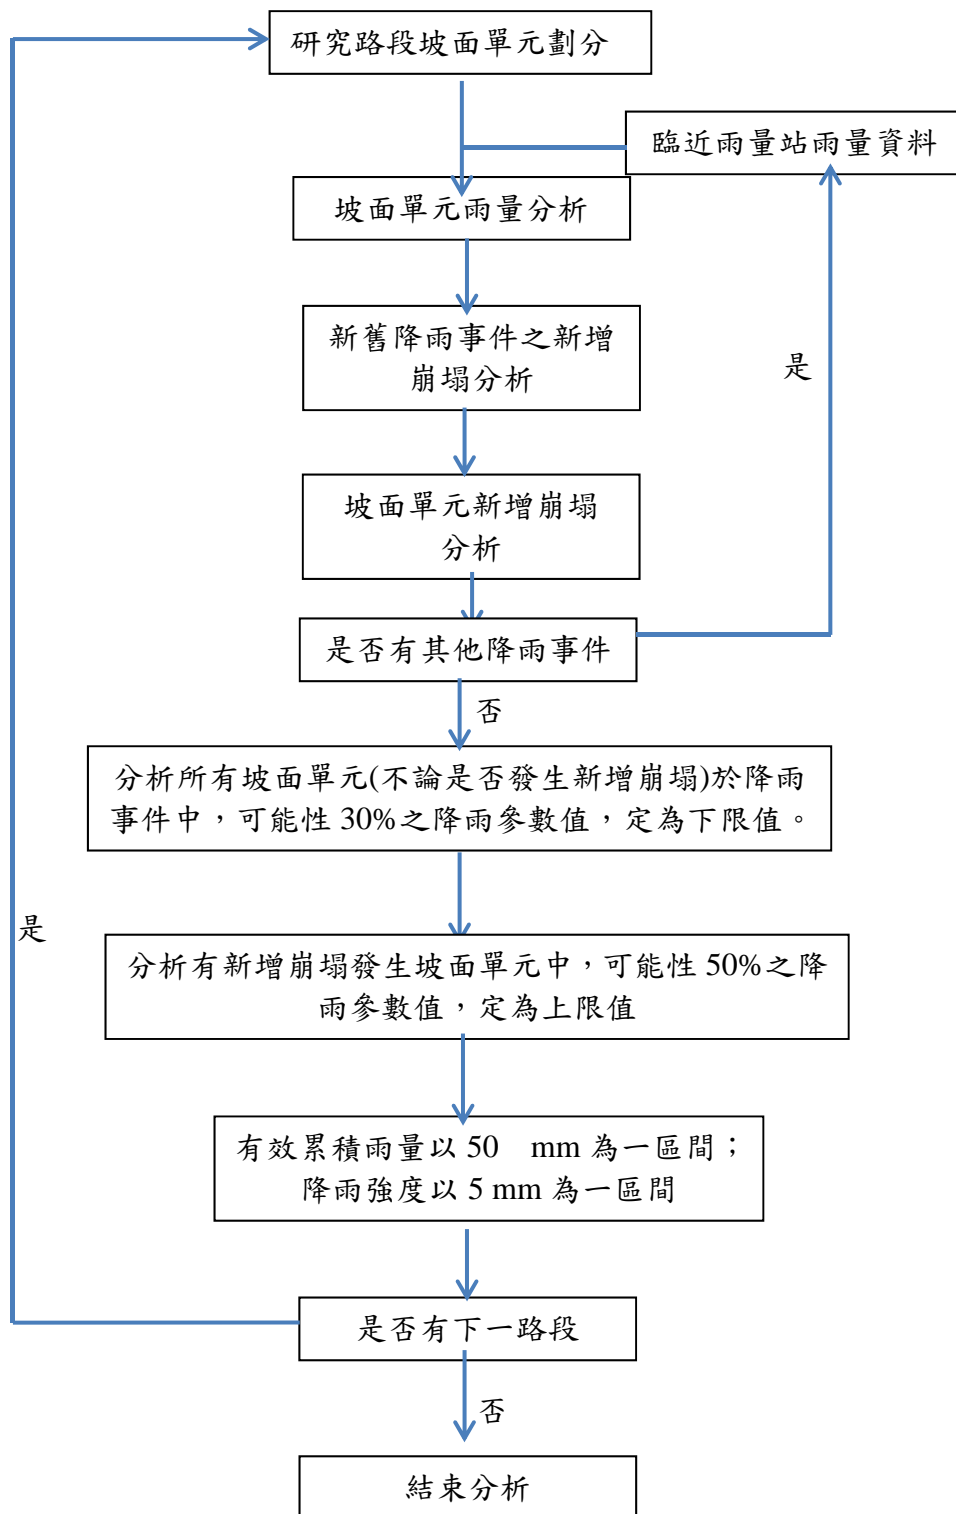 研究路段坡面單元劃分
臨近雨量站雨量資料
坡面單元雨量分析
新舊降雨事件之新增
崩塌分析
是
坡面單元新增崩塌
分析
是否有其他降雨事件
否
分析所有坡面單元(不論是否發生新增崩塌)於降雨
事件中，可能性 30%之降雨參數值，定為下限值。
是
分析有新增崩塌發生坡面單元中，可能性 50%之降
雨參數值，定為上限值
有效累積雨量以 50 mm 為一區間；
降雨強度以 5 mm 為一區間
是否有下一路段
否
結束分析